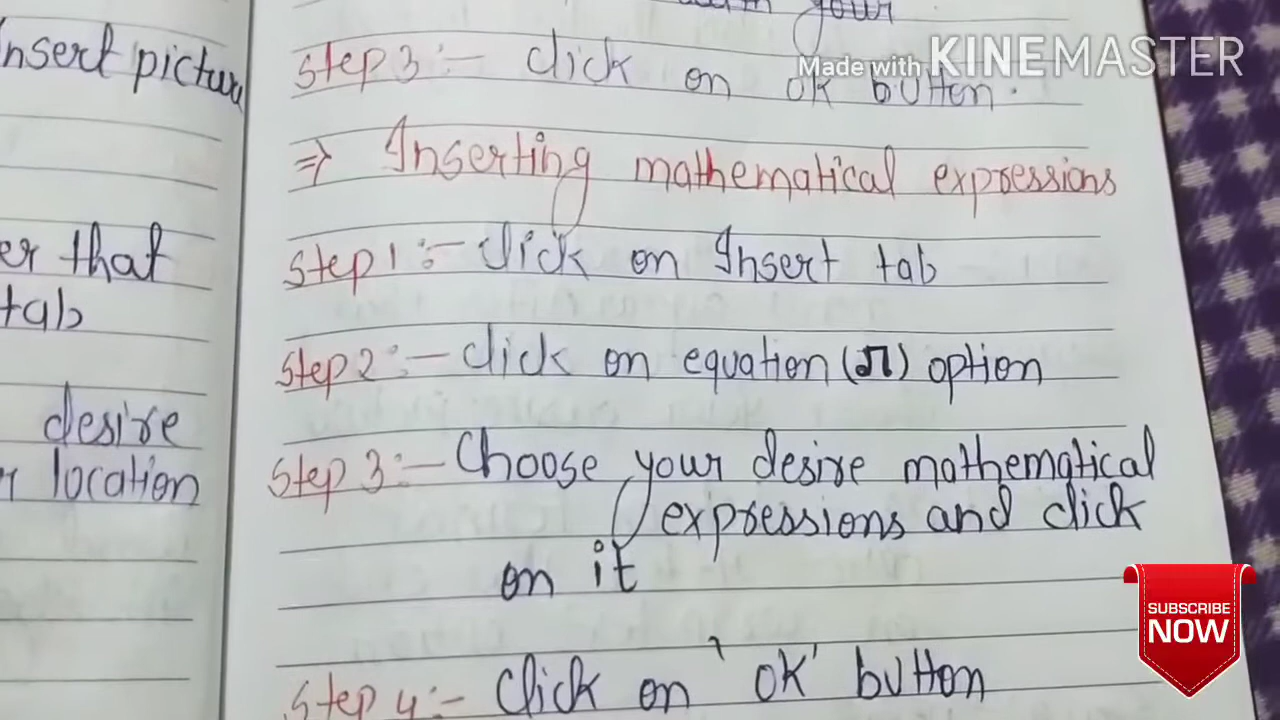 nsert pictur
er that
tab
desire
location
your
Step 3:- click on ok button.
Made with KINEMASTER
⇒ Inserting mathematical expressions
Step 1:- Click on Insert tab
Step 2:- Click on equation (π) option
Step 3:- Choose your desire mathematical
expressions and click
on it
Step 4:- Click on 'OK' button
SUBSCRIBE
NOW